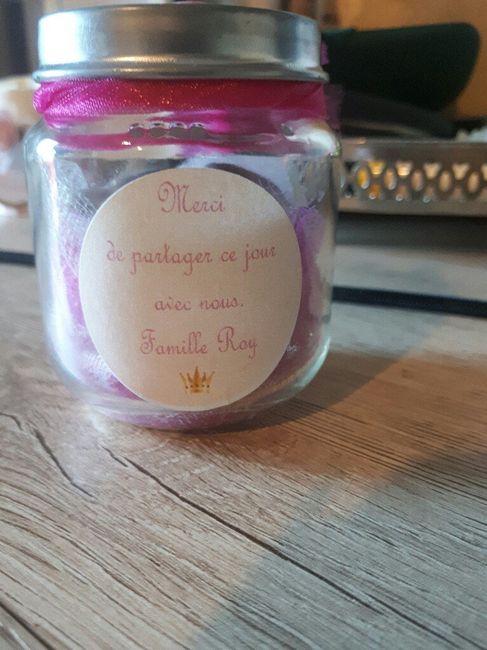 Merci
de partager ce jour
avec nous.
Famille Roy